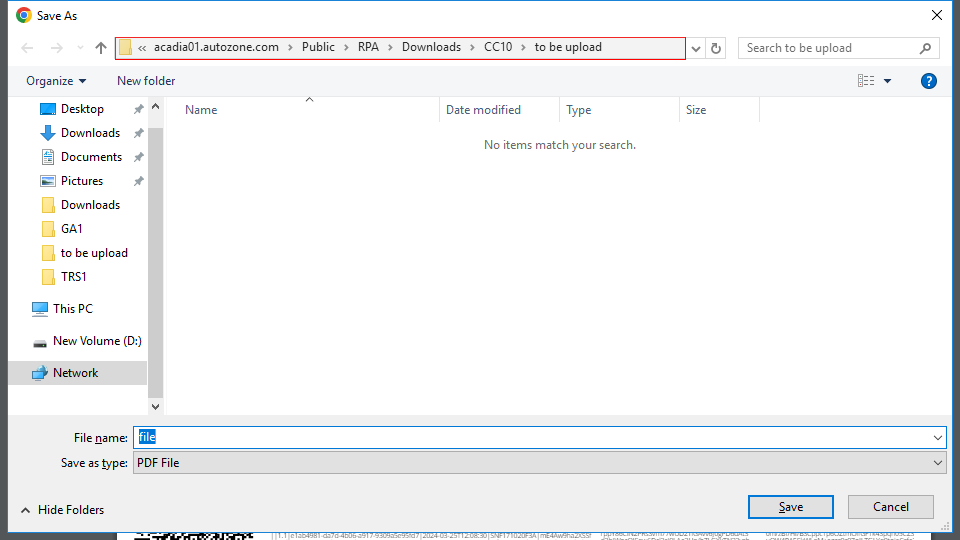 Save As
« acadia01.autozone.com > Public > RPA > Downloads > CC10 > to be upload
Search to be upload
Organize
New folder
Name
Date modified
Type
Size
No items match your search.
Desktop
Downloads
Documents
Pictures
Downloads
GA1
to be upload
TRS1
This PC
New Volume (D:)
Network
File name:
file
Save as type:
PDF File
Hide Folders
Save
Cancel